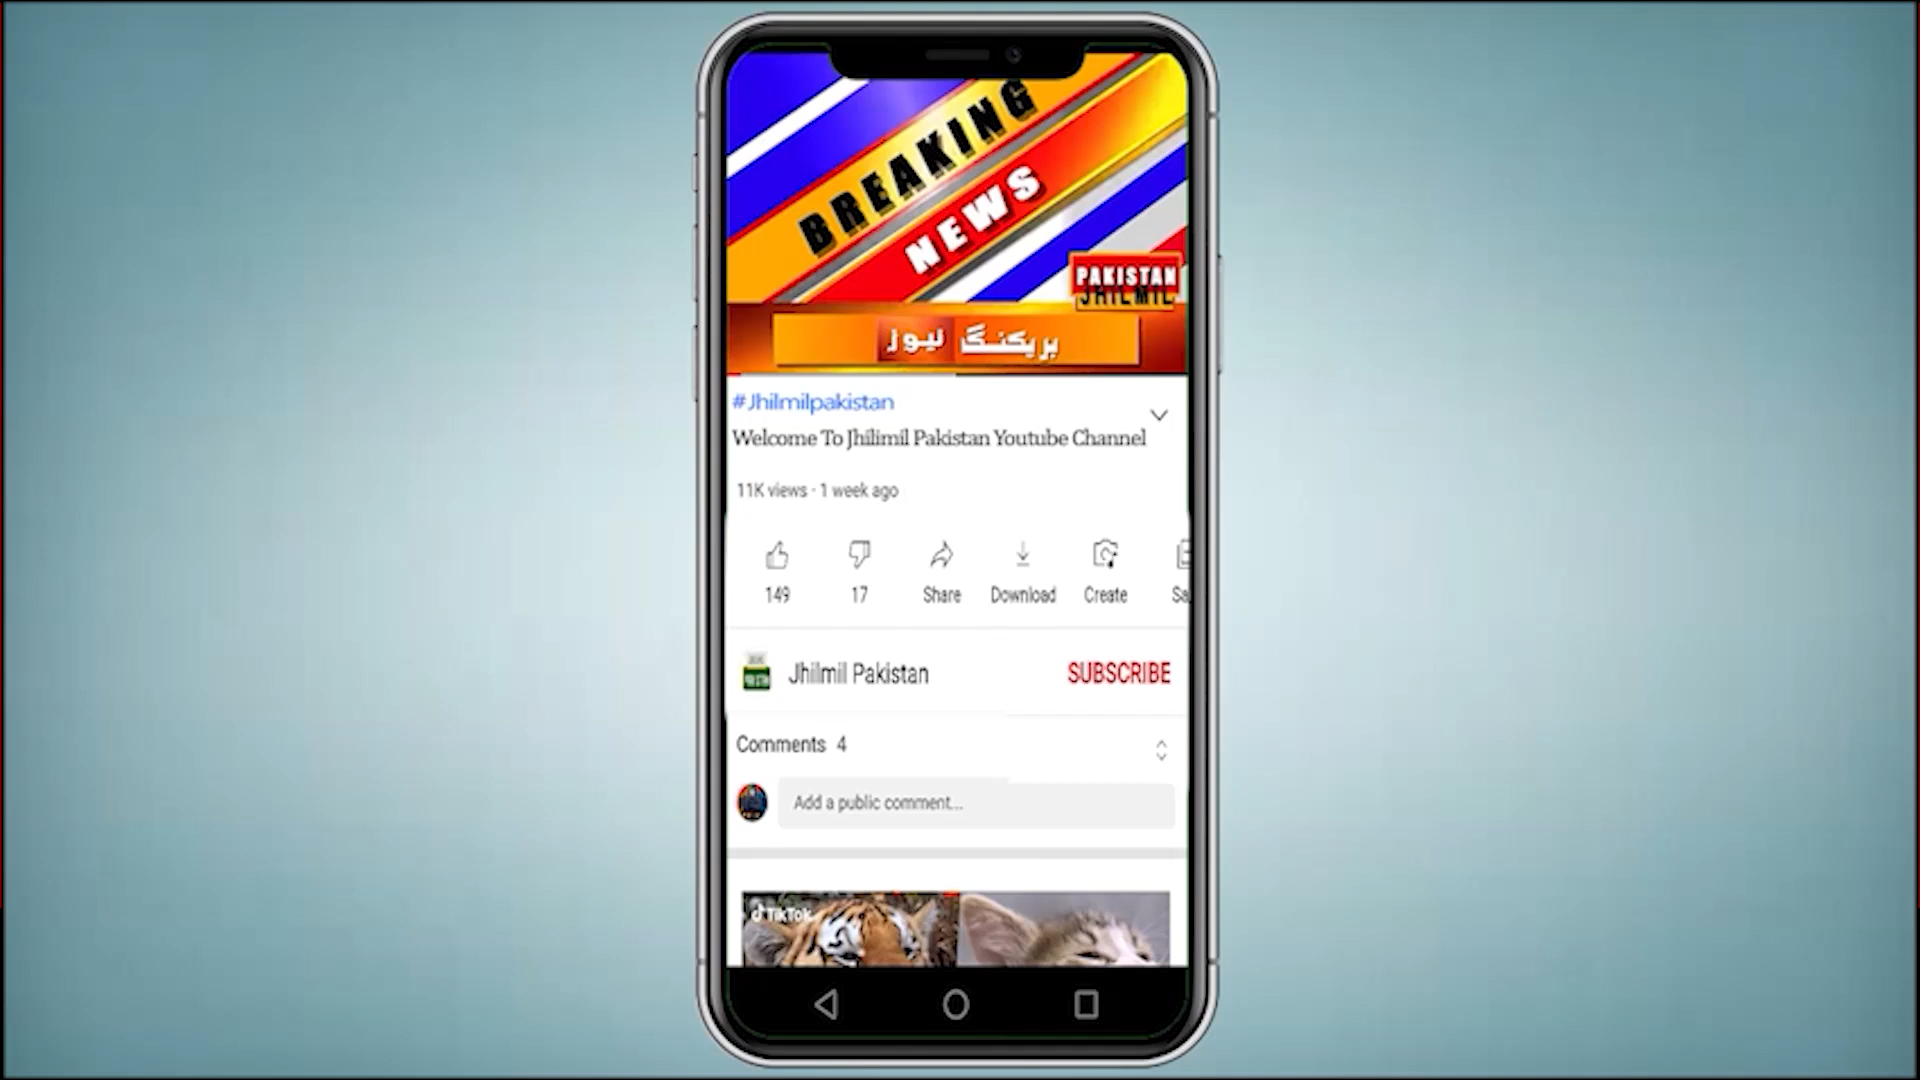 BREAKING
NEWS
PAKISTAN
JHILMIL
بریکنگ نیوز
#Jhilmilpakistan
Welcome To Jhilimil Pakistan Youtube Channel
11K views · 1 week ago
149 17 Share Download Create Sa
Jhilmil Pakistan SUBSCRIBE
Comments 4
Add a public comment...
TikTok